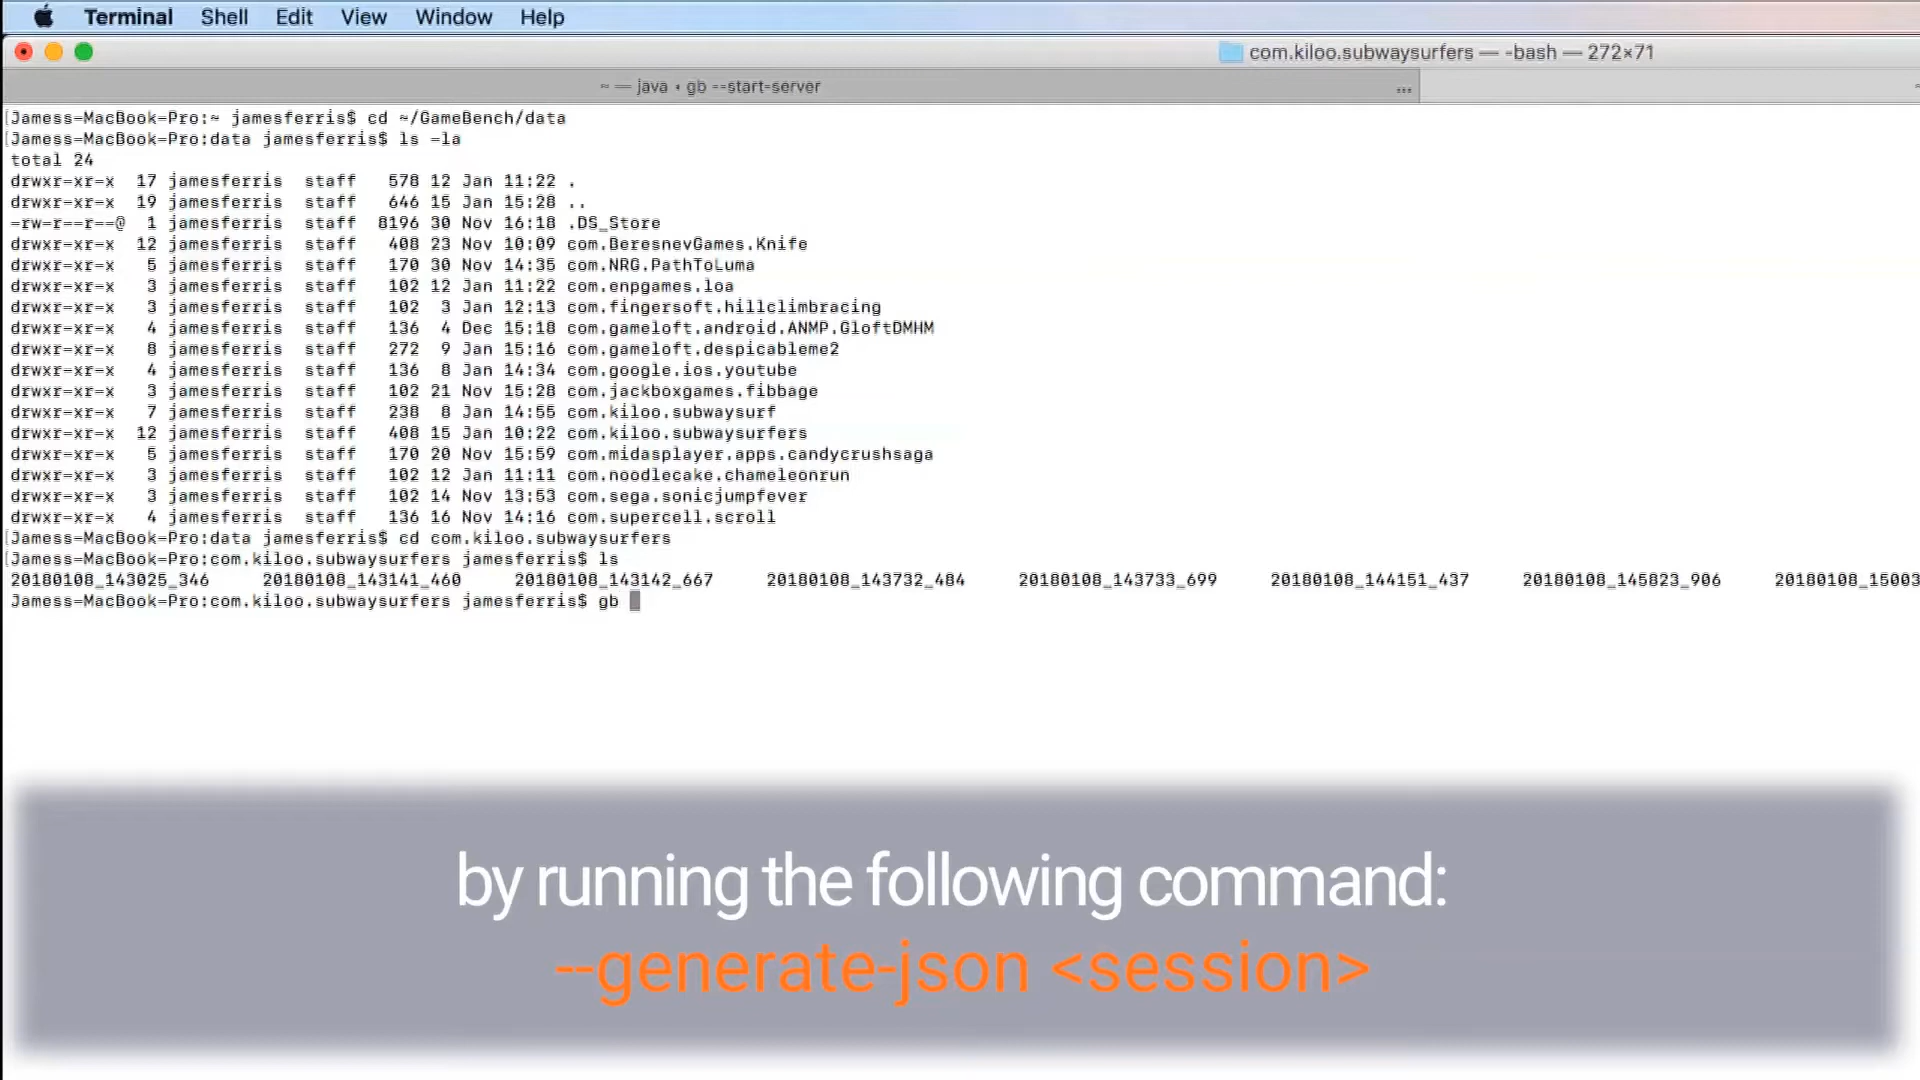 Terminal Shell Edit View Window Help
com.kiloo.subwaysurfers — -bash — 272×71
~ — java • gb --start-server ...
[Jamess-MacBook-Pro:~ jamesferris$ cd ~/GameBench/data
[Jamess-MacBook-Pro:data jamesferris$ ls -la
total 24
drwxr-xr-x 17 jamesferris staff 578 12 Jan 11:22 .
drwxr-xr-x 19 jamesferris staff 646 15 Jan 15:28 ..
-rw-r--r--@ 1 jamesferris staff 8196 30 Nov 16:18 .DS_Store
drwxr-xr-x 12 jamesferris staff 408 23 Nov 10:09 com.BeresnevGames.Knife
drwxr-xr-x 5 jamesferris staff 170 30 Nov 14:35 com.NRG.PathToLuma
drwxr-xr-x 3 jamesferris staff 102 12 Jan 11:22 com.enpgames.loa
drwxr-xr-x 3 jamesferris staff 102 3 Jan 12:13 com.fingersoft.hillclimbracing
drwxr-xr-x 4 jamesferris staff 136 4 Dec 15:18 com.gameloft.android.ANMP.GloftDMHM
drwxr-xr-x 8 jamesferris staff 272 9 Jan 15:16 com.gameloft.despicableme2
drwxr-xr-x 4 jamesferris staff 136 8 Jan 14:34 com.google.ios.youtube
drwxr-xr-x 3 jamesferris staff 102 21 Nov 15:28 com.jackboxgames.fibbage
drwxr-xr-x 7 jamesferris staff 238 8 Jan 14:55 com.kiloo.subwaysurf
drwxr-xr-x 12 jamesferris staff 408 15 Jan 10:22 com.kiloo.subwaysurfers
drwxr-xr-x 5 jamesferris staff 170 20 Nov 15:59 com.midasplayer.apps.candycrushsaga
drwxr-xr-x 3 jamesferris staff 102 12 Jan 11:11 com.noodlecake.chameleonrun
drwxr-xr-x 3 jamesferris staff 102 14 Nov 13:53 com.sega.sonicjumpfever
drwxr-xr-x 4 jamesferris staff 136 16 Nov 14:16 com.supercell.scroll
[Jamess-MacBook-Pro:data jamesferris$ cd com.kiloo.subwaysurfers
[Jamess-MacBook-Pro:com.kiloo.subwaysurfers jamesferris$ ls
20180108_143025_346 20180108_143141_460 20180108_143142_667 20180108_143732_484 20180108_143733_699 20180108_144151_437 20180108_145823_906 20180108_15003
Jamess-MacBook-Pro:com.kiloo.subwaysurfers jamesferris$ gb
by running the following command:
--generate-json <session>